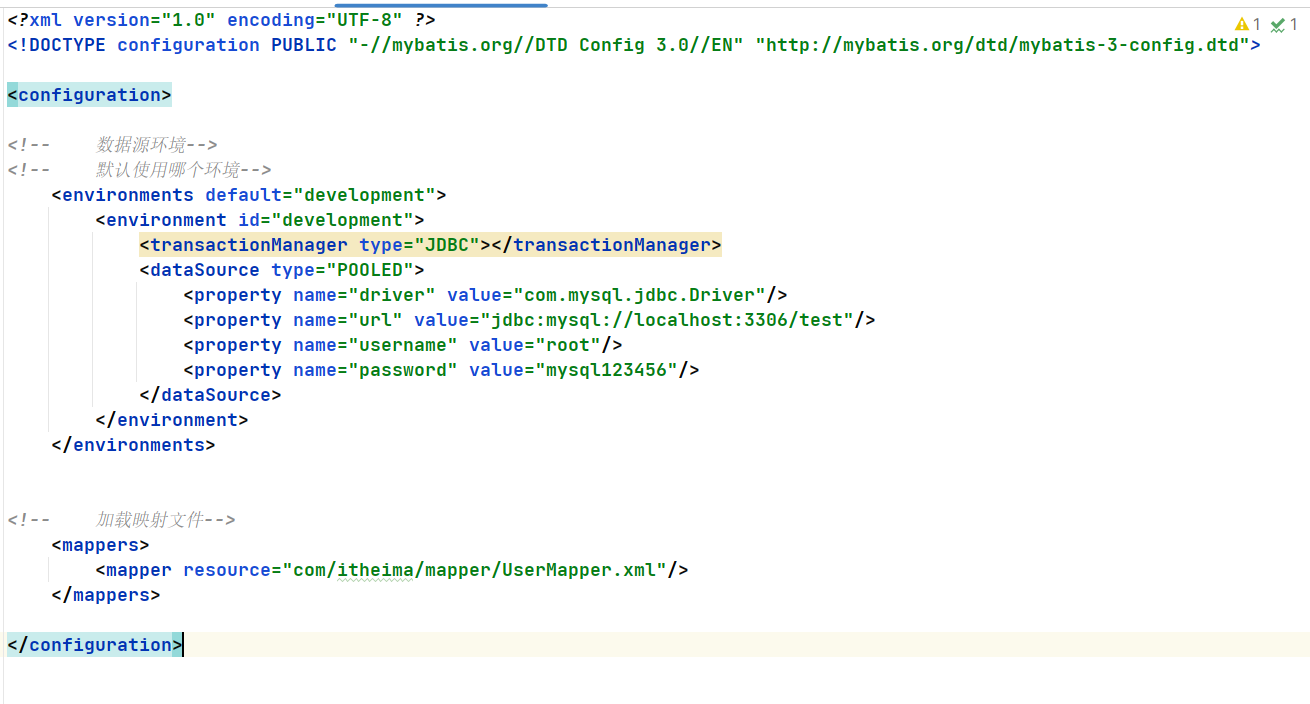 <?xml version="1.0" encoding="UTF-8" ?>
<!DOCTYPE configuration PUBLIC "-//mybatis.org//DTD Config 3.0//EN" "http://mybatis.org/dtd/mybatis-3-config.dtd">
1 1
<configuration>
<!--    数据源环境-->
<!--    默认使用哪个环境-->
    <environments default="development">
        <environment id="development">
            <transactionManager type="JDBC"></transactionManager>
            <dataSource type="POOLED">
                <property name="driver" value="com.mysql.jdbc.Driver"/>
                <property name="url" value="jdbc:mysql://localhost:3306/test"/>
                <property name="username" value="root"/>
                <property name="password" value="mysql123456"/>
            </dataSource>
        </environment>
    </environments>
<!--    加载映射文件-->
    <mappers>
        <mapper resource="com/itheima/mapper/UserMapper.xml"/>
    </mappers>
</configuration>